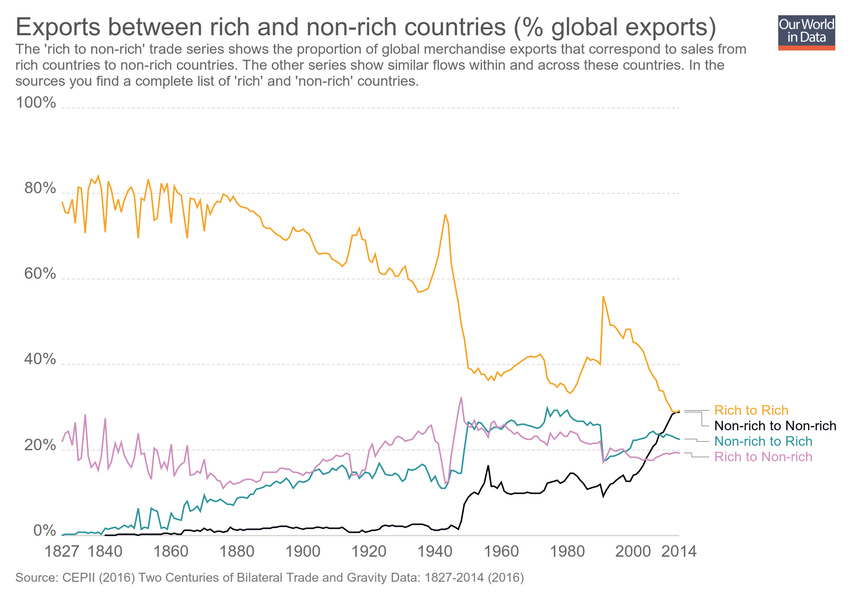 Exports between rich and non-rich countries (% global exports)
Our World
in Data
The 'rich to non-rich' trade series shows the proportion of global merchandise exports that correspond to sales from
rich countries to non-rich countries. The other series show similar flows within and across these countries. In the
sources you find a complete list of 'rich' and 'non-rich' countries.
100%
80%
60%
40%
20%
0%
Rich to Rich
Non-rich to Non-rich
Non-rich to Rich
Rich to Non-rich
1827 1840 1860 1880 1900 1920 1940 1960 1980 2000 2014
Source: CEPII (2016) Two Centuries of Bilateral Trade and Gravity Data: 1827-2014 (2016)